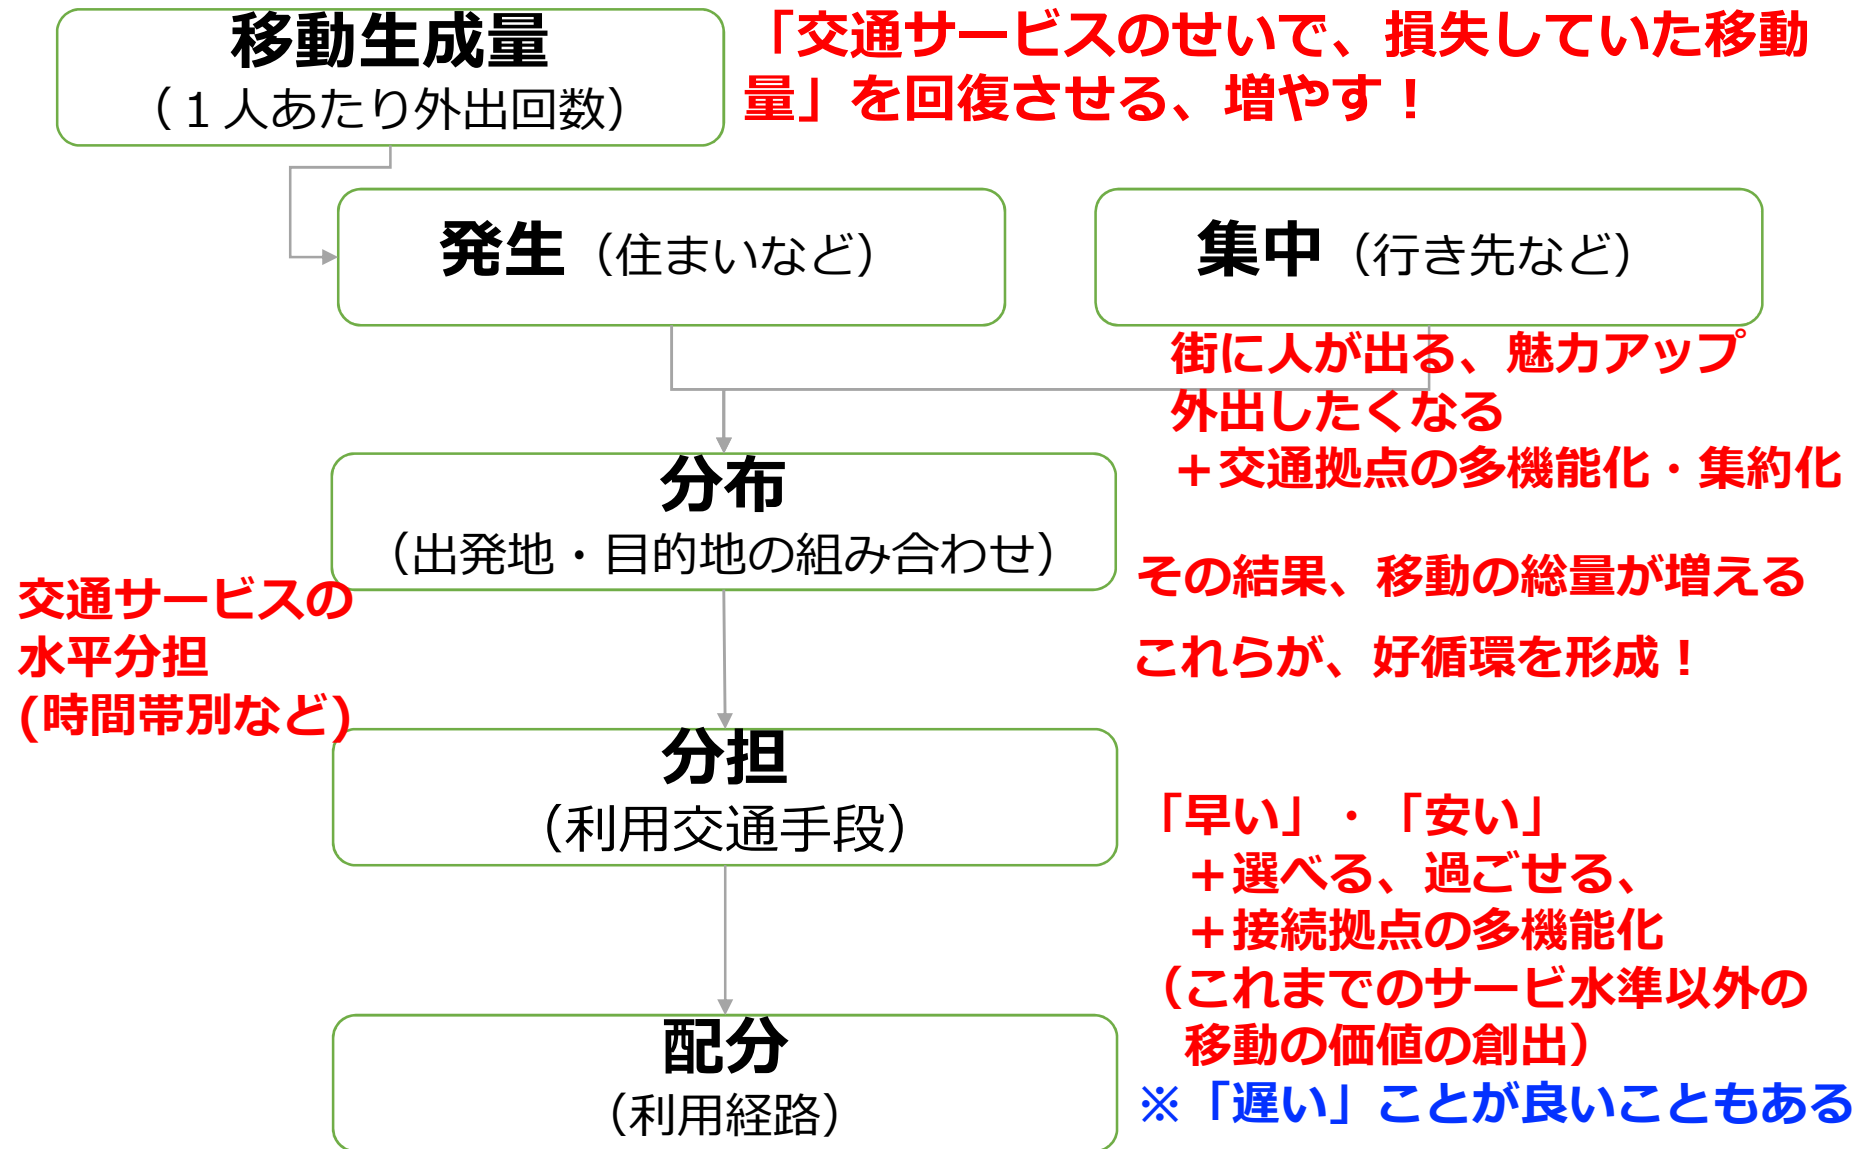 移動生成量
（１人あたり外出回数）
「交通サービスのせいで、損失していた移動
量」を回復させる、増やす！
発生（住まいなど）
集中（行き先など）
街に人が出る、魅力アップ
外出したくなる
＋交通拠点の多機能化・集約化
分布
（出発地・目的地の組み合わせ）
その結果、移動の総量が増える
これらが、好循環を形成！
交通サービスの
水平分担
(時間帯別など)
分担
（利用交通手段）
「早い」・「安い」
＋選べる、過ごせる、
＋接続拠点の多機能化
（これまでのサービ水準以外の
移動の価値の創出）
※「遅い」ことが良いこともある
配分
（利用経路）